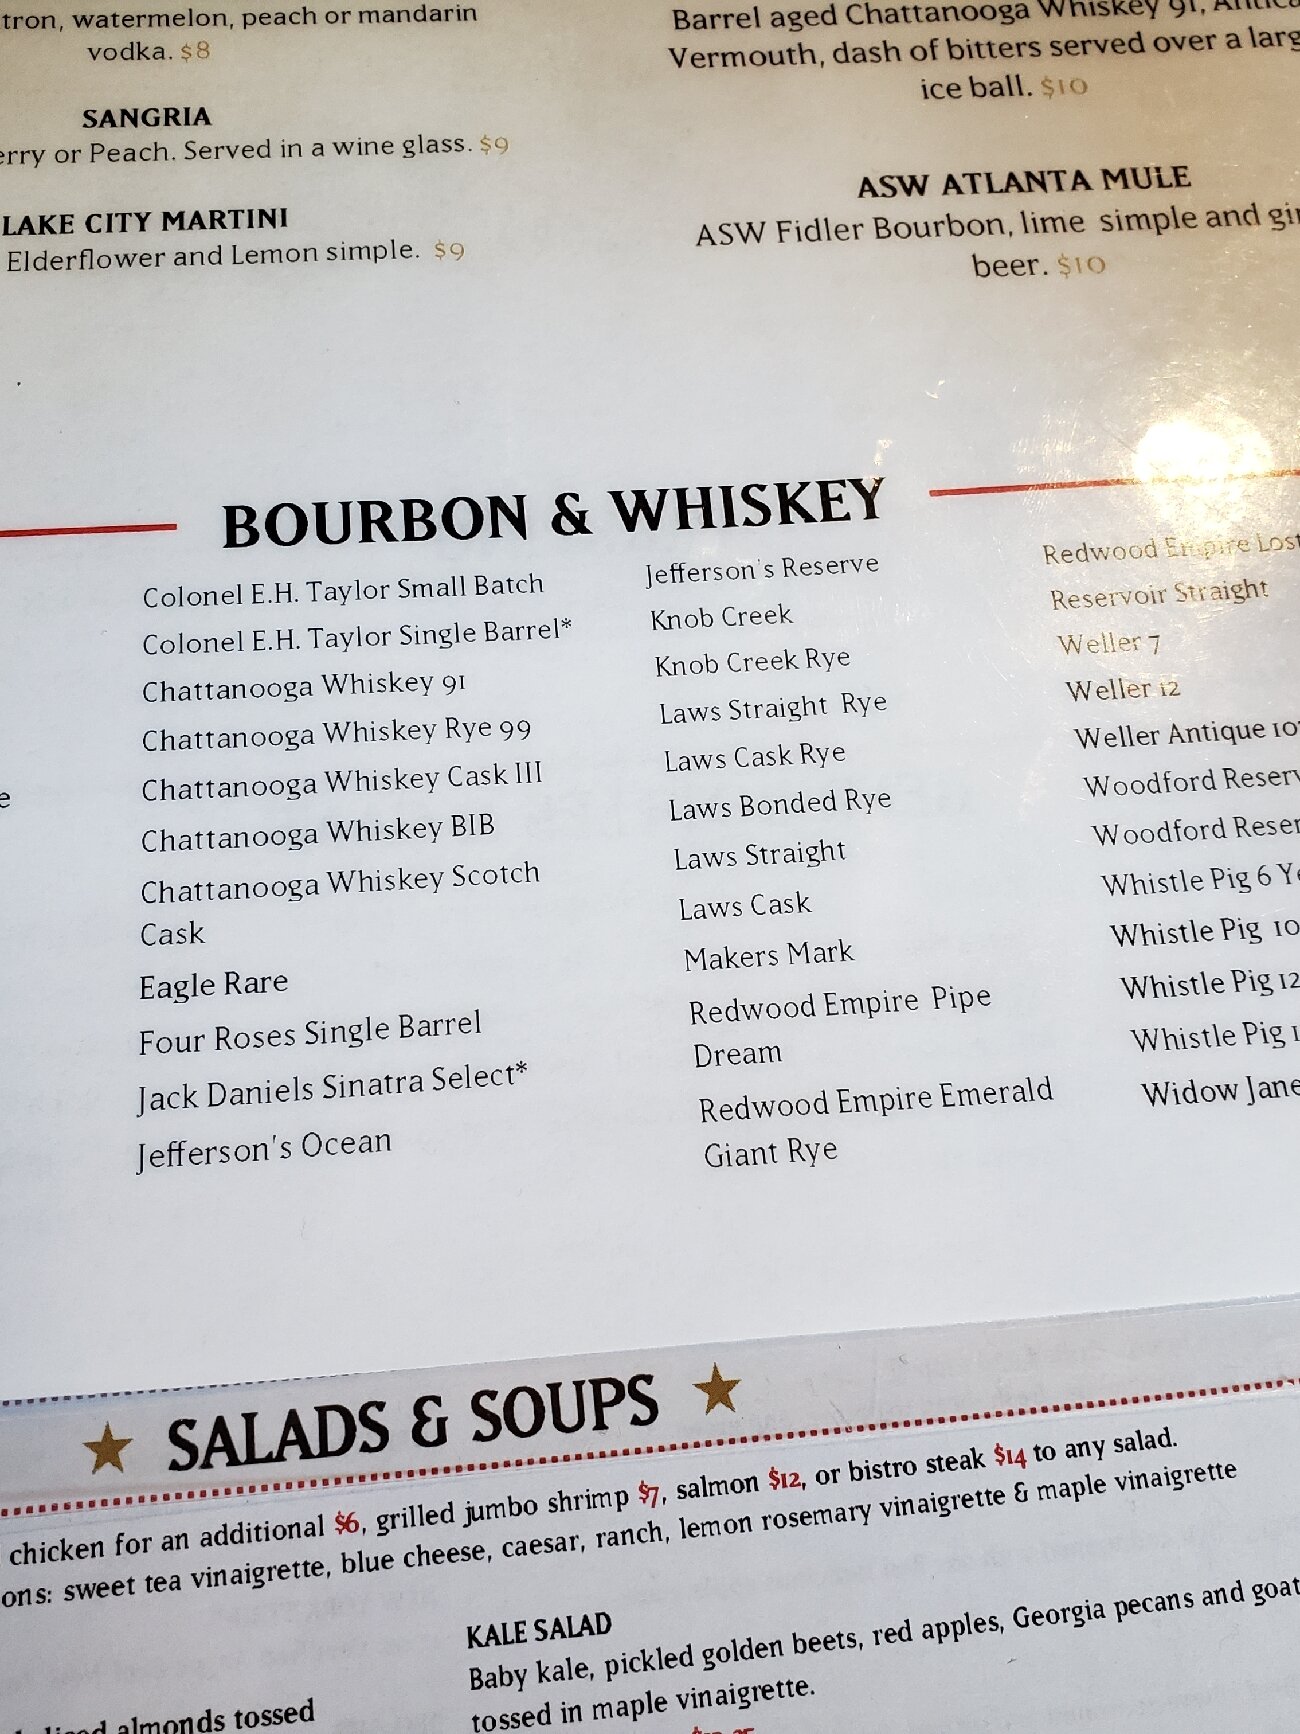 watermelon, peach or mandarin
vodka. $8
SANGRIA
or Peach. Served in a wine glass. $9
LAKE CITY MARTINI
Elderflower and Lemon simple. $9
Barrel aged Chattanooga Whiskey 91,
Vermouth, dash of bitters served over a
ice ball. $10
ASW ATLANTA MULE
ASW Fidler Bourbon, lime simple and
beer. $10
BOURBON & WHISKEY
Colonel E.H. Taylor Small Batch
Colonel E.H. Taylor Single Barrel*
Chattanooga Whiskey 91
Chattanooga Whiskey Rye 99
Chattanooga Whiskey Cask III
Chattanooga Whiskey BIB
Chattanooga Whiskey Scotch
Cask
Eagle Rare
Four Roses Single Barrel
Jack Daniels Sinatra Select*
Jefferson's Ocean
Jefferson's Reserve
Knob Creek
Knob Creek Rye
Laws Straight Rye
Laws Cask Rye
Laws Bonded Rye
Laws Straight
Laws Cask
Makers Mark
Redwood Empire Pipe
Dream
Redwood Empire Emerald
Giant Rye
Redwood Empire Lost
Reservoir Straight
Weller 7
Weller 12
Weller Antique
Woodford
Woodford
Whistle Pig 6
Whistle Pig 10
Whistle Pig 12
Whistle Pig
Widow Jane
SALADS & SOUPS
chicken for an additional $6, grilled jumbo shrimp $7, salmon $12, or bistro steak $14 to any salad.
sweet tea vinaigrette, blue cheese, caesar, ranch, lemon rosemary vinaigrette & maple vinaigrette
KALE SALAD
Baby kale, pickled golden beets, red apples, Georgia pecans and goat
tossed in maple vinaigrette.
almonds tossed